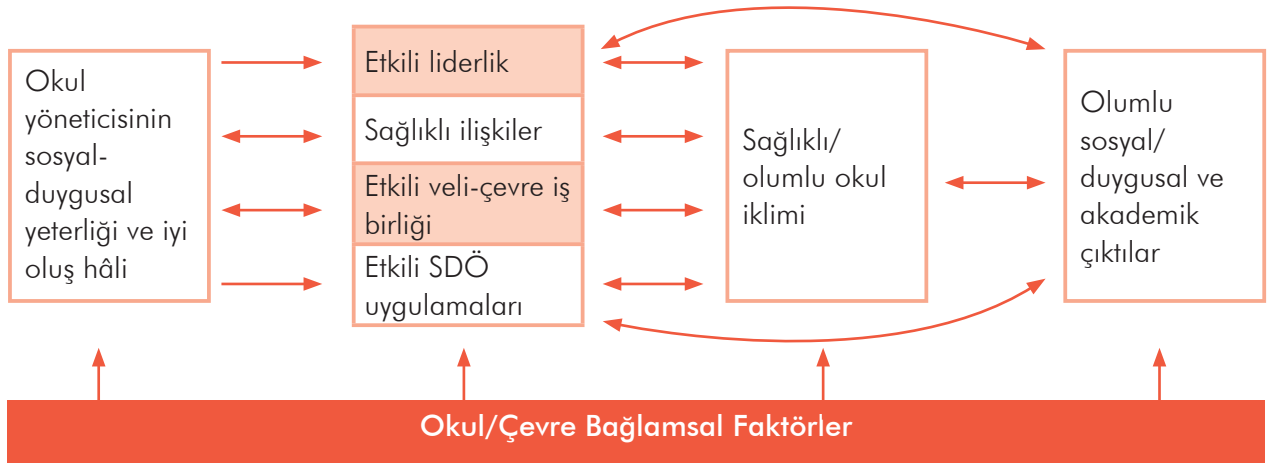 Okul
yöneticisinin
sosyal-
duygusal
yeterliği ve iyi
oluş hâli
Etkili liderlik
Sağlıklı ilişkiler
Etkili veli-çevre iş
birliği
Etkili SDÖ
uygulamaları
Sağlıklı/
olumlu okul
iklimi
Olumlu
sosyal/
duygusal ve
akademik
çıktılar
Okul/Çevre Bağlamsal Faktörler